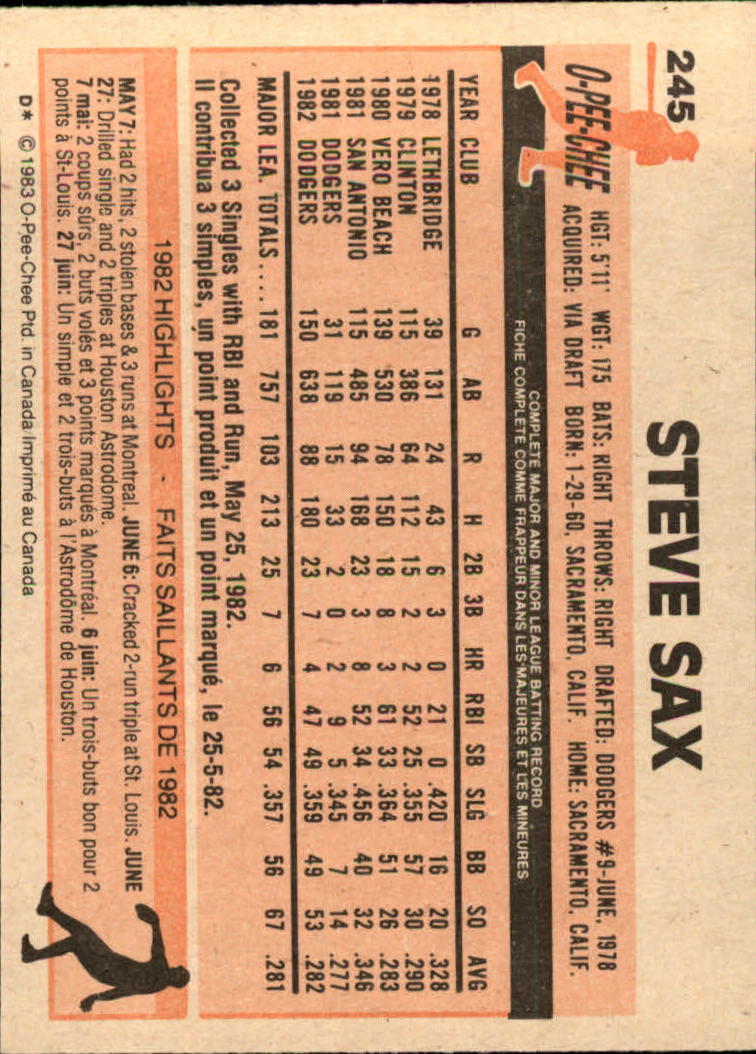 245
STEVE SAX
O-PEE-CHEE
HGT: 5'11' WGT: 175 BATS: RIGHT THROWS: RIGHT DRAFTED: DODGERS #9-JUNE, 1978
ACQUIRED: VIA DRAFT BORN: 1-29-60, SACRAMENTO, CALIF. HOME: SACRAMENTO, CALIF.
COMPLETE MAJOR AND MINOR LEAGUE BATTING RECORD
FICHE COMPLETE COMME FRAPPEUR DANS LES MAJEURES ET LES MINEURES
YEAR CLUB G AB R H 2B 3B HR RBI SB SLG BB SO AVG
1978 LETHBRIDGE 39 131 24 43 6 3 0 21 0 .420 16 20 .328
1979 CLINTON 115 386 64 112 15 2 2 52 25 .355 57 30 .290
1980 VERO BEACH 139 530 78 150 18 8 3 61 33 .364 51 26 .283
1981 SAN ANTONIO 115 485 94 168 23 3 8 52 34 .456 40 32 .346
1981 DODGERS 31 119 15 33 2 0 2 9 5 .345 7 14 .277
1982 DODGERS 150 638 88 180 23 7 4 47 49 .359 49 53 .282
MAJOR LEA. TOTALS.... 181 757 103 213 25 7 6 56 54 .357 56 67 .281
Collected 3 Singles with RBI and Run, May 25, 1982.
Il contribua 3 simples, un point produit et un point marqué, le 25-5-82.
1982 HIGHLIGHTS - FAITS SAILLANTS DE 1982
MAY 7: Had 2 hits, 2 stolen bases & 3 runs at Montreal. JUNE 6: Cracked 2-run triple at St. Louis. JUNE
27: Drilled single and 2 triples at Houston Astrodome.
7 mai: 2 coups sûrs, 2 buts volés et 3 points marqués à Montréal. 6 juin: Un trois-buts bon pour 2
points à St-Louis. 27 juin: Un simple et 2 trois-buts à l'Astrodôme de Houston.
D* © 1983 O-Pee-Chee Ptd. in Canada/Imprimé au Canada